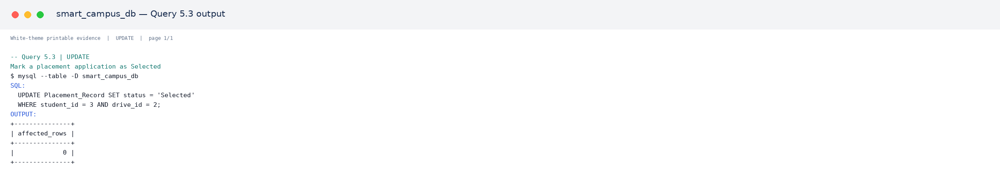 smart_campus_db — Query 5.3 output
White-theme printable evidence  |  UPDATE  |  page 1/1
-- Query 5.3 | UPDATE
Mark a placement application as Selected
$ mysql --table -D smart_campus_db
SQL:
  UPDATE Placement_Record SET status = 'Selected'
  WHERE student_id = 3 AND drive_id = 2;
OUTPUT:
+---------------+
| affected_rows |
+---------------+
|             0 |
+---------------+